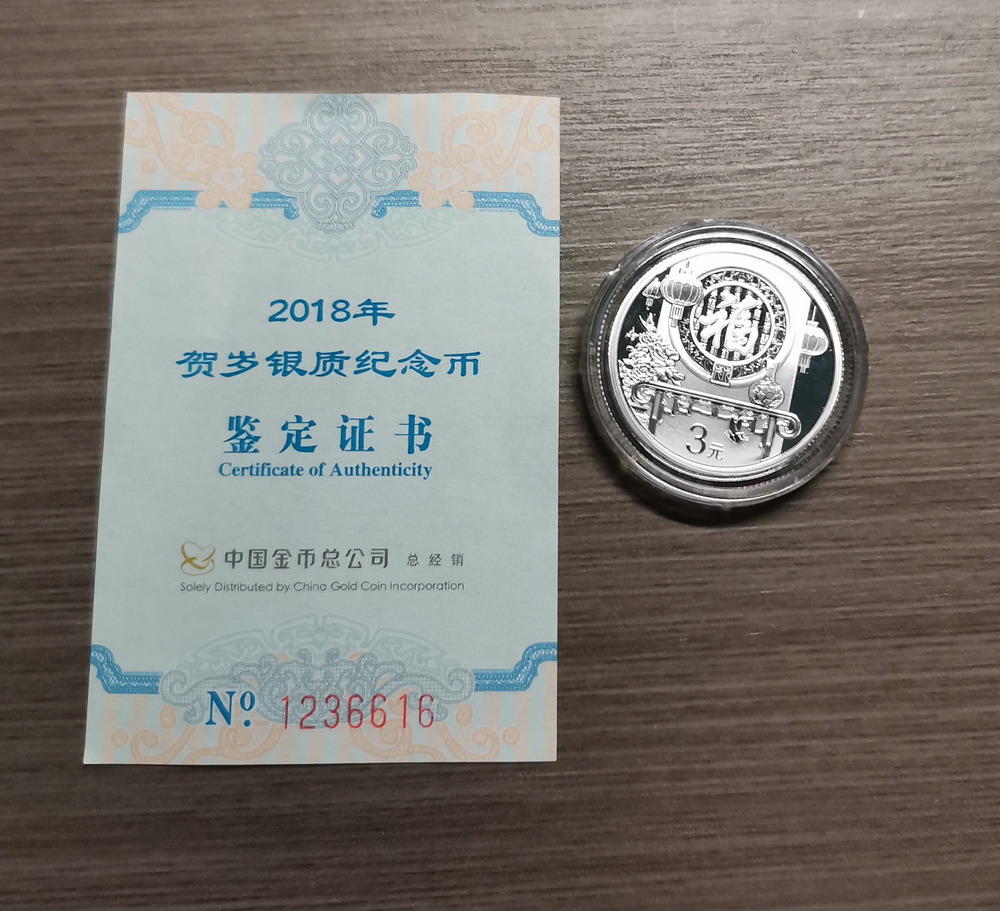 2018年
贺岁银质纪念币
鉴定证书
Certificate of Authenticity
中国金币总公司 总经销
Solely Distributed by China Gold Coin Incorporation
Nº. 1236616
福
3元